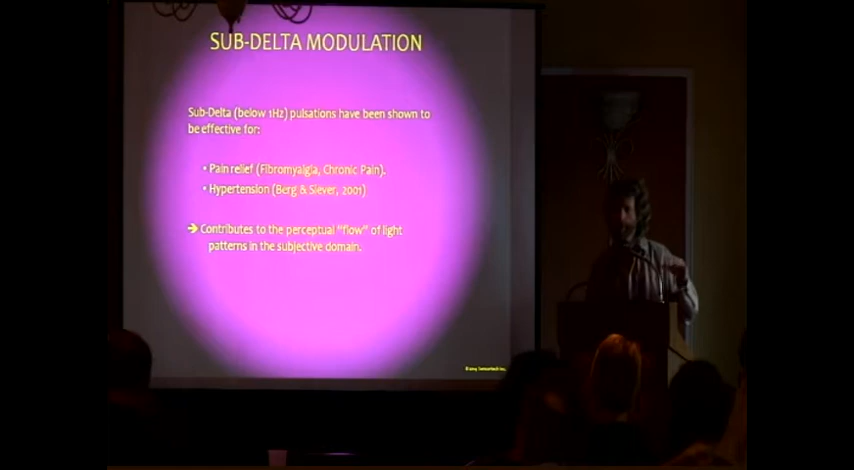 SUB-DELTA MODULATION
Sub-Delta (below 1Hz) pulsations have been shown to
be effective for:
• Pain relief (Fibromyalgia, Chronic Pain).
• Hypertension (Berg & Siever, 2001)
➔ Contributes to the perceptual "flow" of light
patterns in the subjective domain.